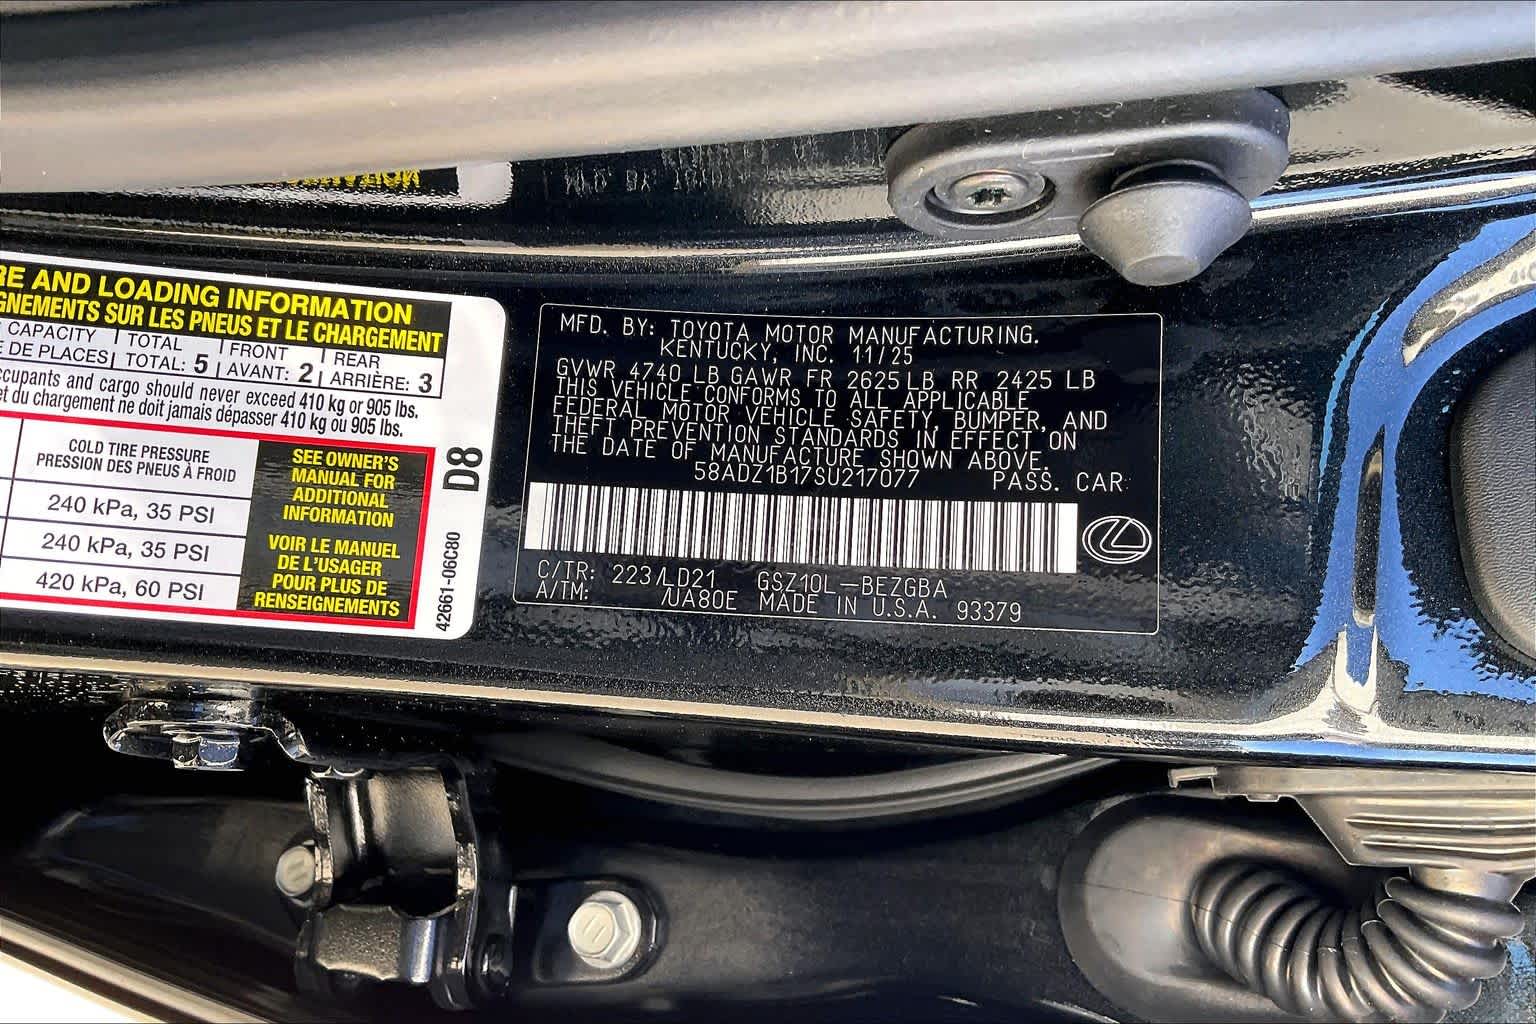 RE AND LOADING INFORMATION
GNEMENTS SUR LES PNEUS ET LE CHARGEMENT
CAPACITY TOTAL FRONT REAR
E DE PLACES TOTAL: 5 AVANT: 2 ARRIÈRE: 3
ccupants and cargo should never exceed 410 kg or 905 lbs.
et du chargement ne doit jamais dépasser 410 kg ou 905 lbs.
COLD TIRE PRESSURE
PRESSION DES PNEUS À FROID
240 kPa, 35 PSI
240 kPa, 35 PSI
420 kPa, 60 PSI
SEE OWNER'S
MANUAL FOR
ADDITIONAL
INFORMATION
VOIR LE MANUEL
DE L'USAGER
POUR PLUS DE
RENSEIGNEMENTS
D8
42661-06C80
MFD. BY: TOYOTA MOTOR MANUFACTURING.
KENTUCKY, INC. 11/25
GVWR 4740 LB GAWR FR 2625 LB RR 2425 LB
THIS VEHICLE CONFORMS TO ALL APPLICABLE
FEDERAL MOTOR VEHICLE SAFETY, BUMPER, AND
THEFT PREVENTION STANDARDS IN EFFECT ON
THE DATE OF MANUFACTURE SHOWN ABOVE.
58ADZ1B17SU217077 PASS. CAR
C/TR: 223/LD21 GSZ10L-BEZGBA
A/TM: /UA80E MADE IN U.S.A. 93379